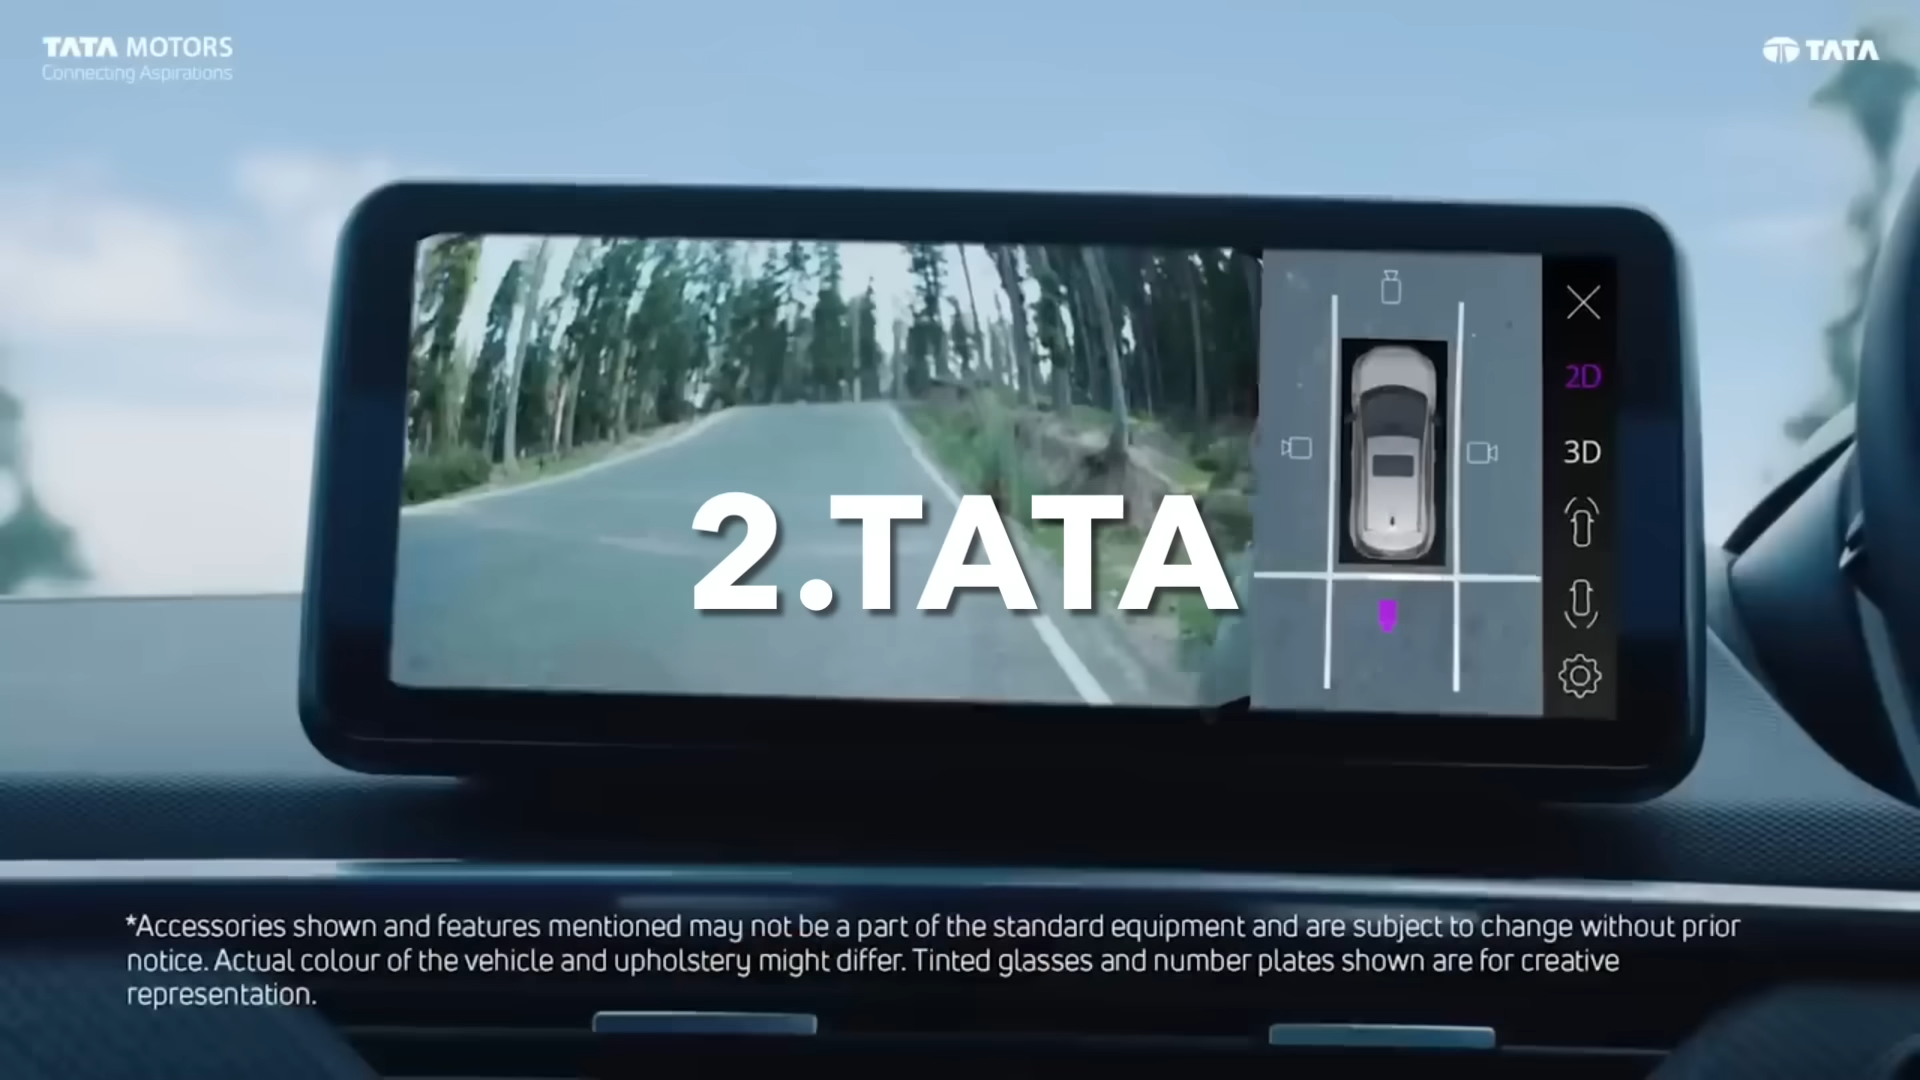 TATA MOTORS
Connecting Aspirations
TATA
2D
3D
2.TATA
*Accessories shown and features mentioned may not be a part of the standard equipment and are subject to change without prior
notice. Actual colour of the vehicle and upholstery might differ. Tinted glasses and number plates shown are for creative
representation.